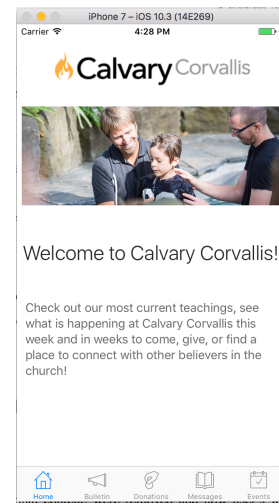 iPhone 7 – iOS 10.3 (14E269)
Carrier 4:28 PM
Calvary Corvallis
Welcome to Calvary Corvallis!
Check out our most current teachings, see
what is happening at Calvary Corvallis this
week and in weeks to come, give, or find a
place to connect with other believers in the
church!
Home Bulletin Donations Messages Events